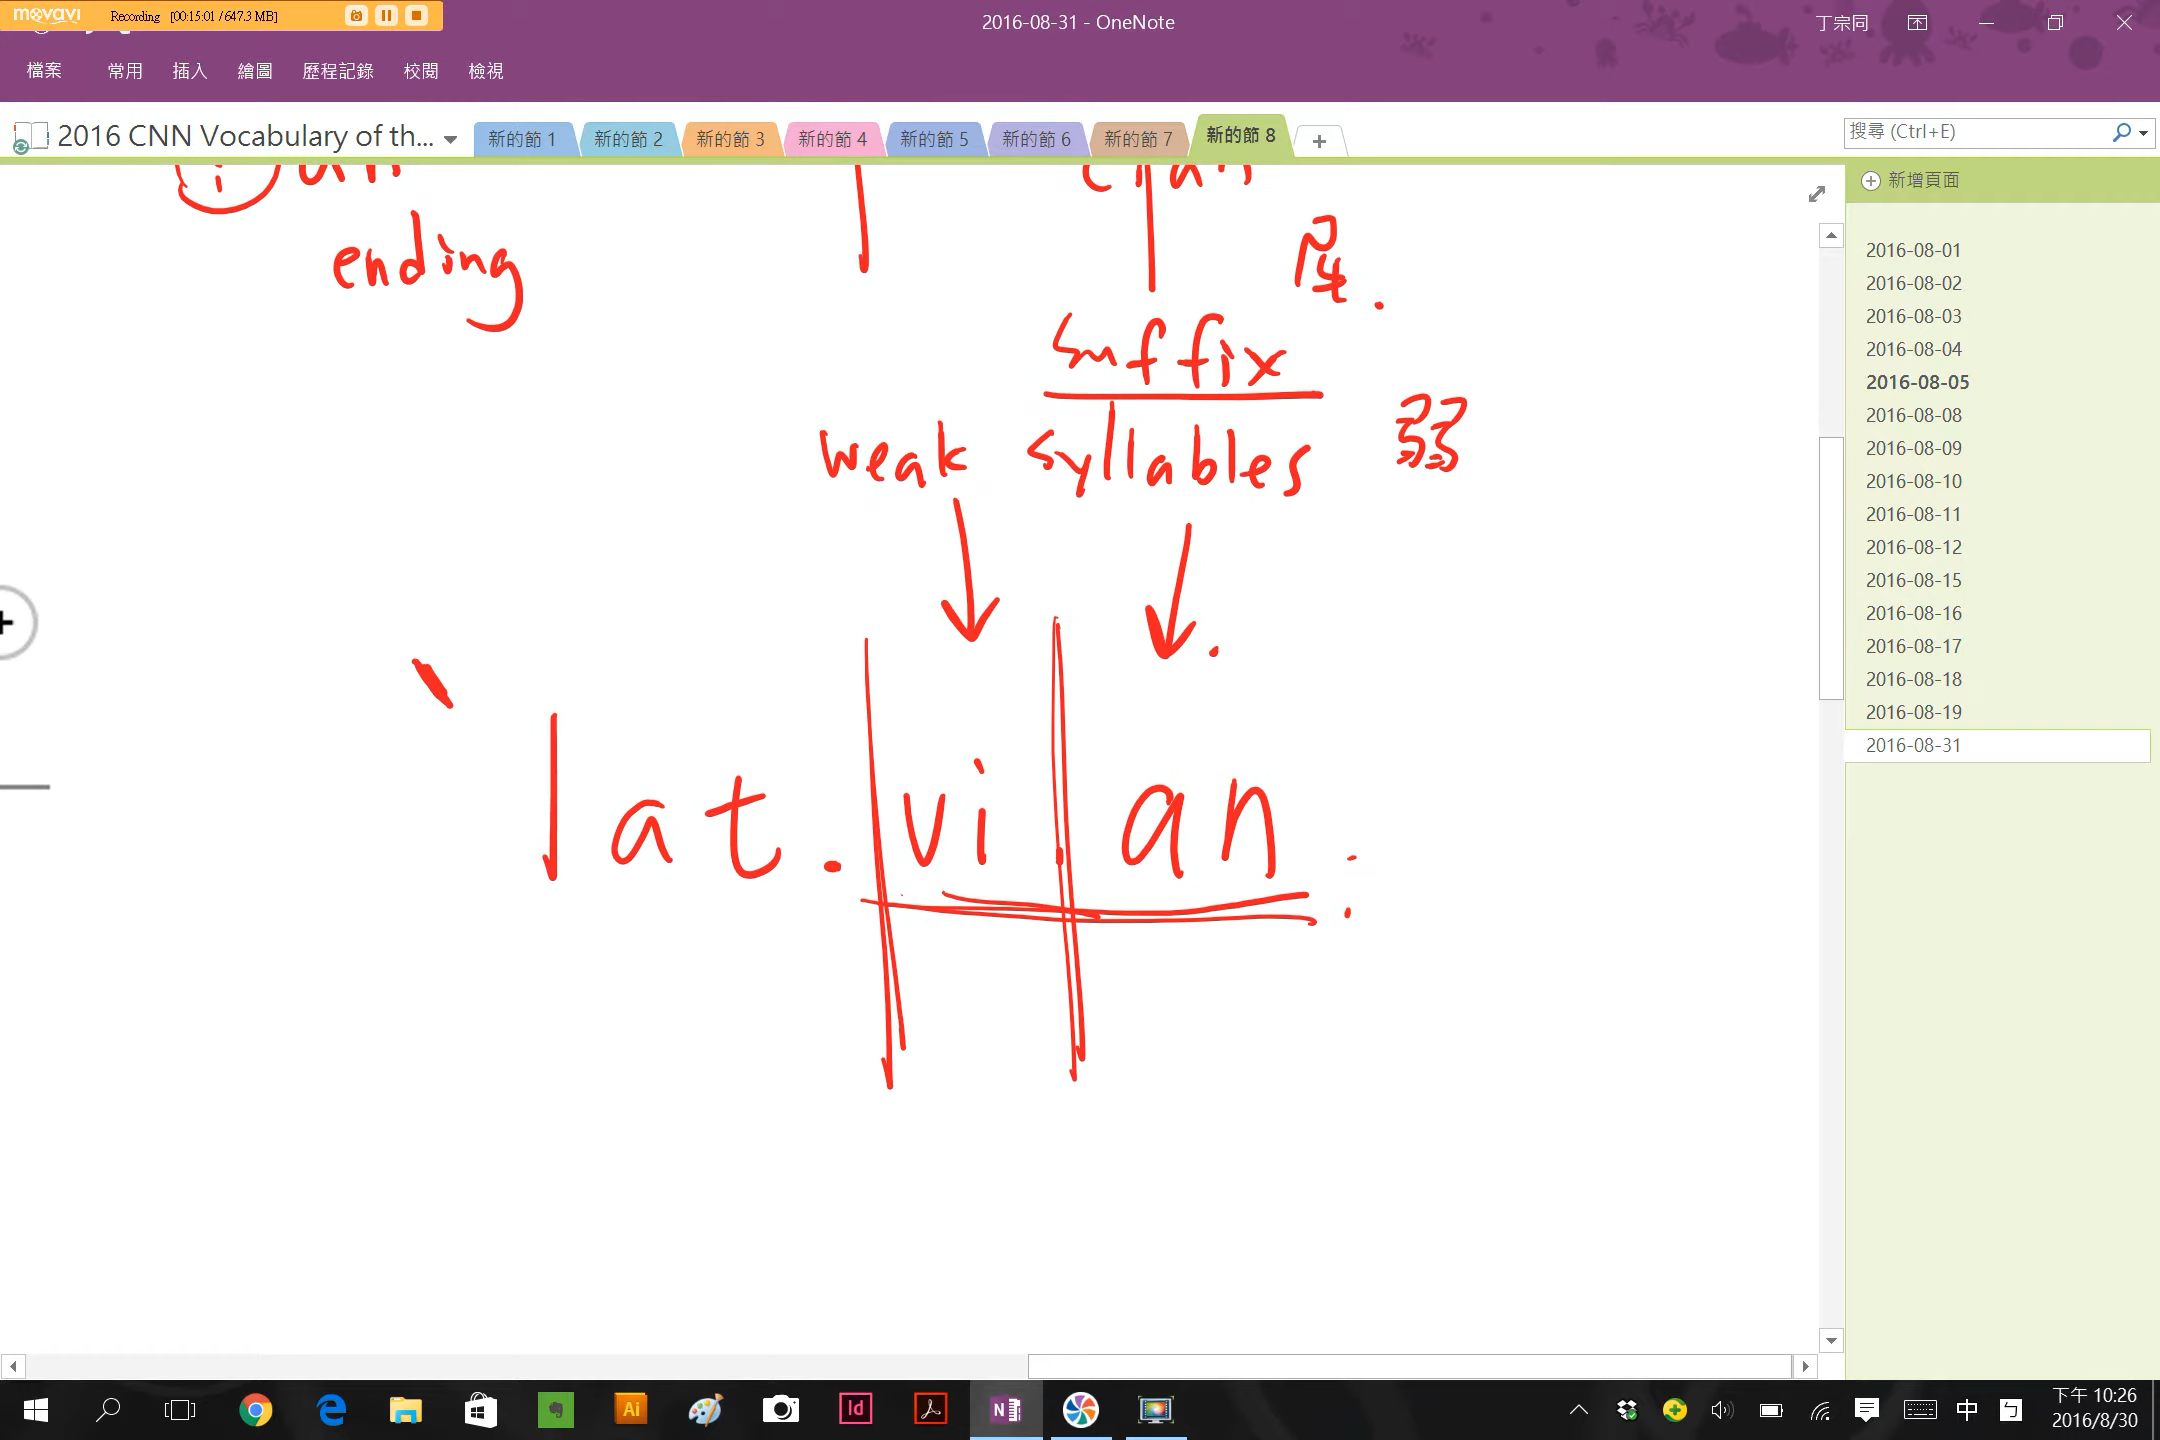 movavi Recording [00:15:01 / 647.3 MB]
2016-08-31 - OneNote
丁宗同
檔案 常用 插入 繪圖 歷程記錄 校閱 檢視
2016 CNN Vocabulary of th... 新的節 1 新的節 2 新的節 3 新的節 4 新的節 5 新的節 6 新的節 7 新的節 8 +
搜尋 (Ctrl+E)
新增頁面
ending
suffix
weak syllables 弱
lat.vi.an
2016-08-01
2016-08-02
2016-08-03
2016-08-04
2016-08-05
2016-08-08
2016-08-09
2016-08-10
2016-08-11
2016-08-12
2016-08-15
2016-08-16
2016-08-17
2016-08-18
2016-08-19
2016-08-31
Ai
Id
N
中
ㄅ
下午 10:26
2016/8/30